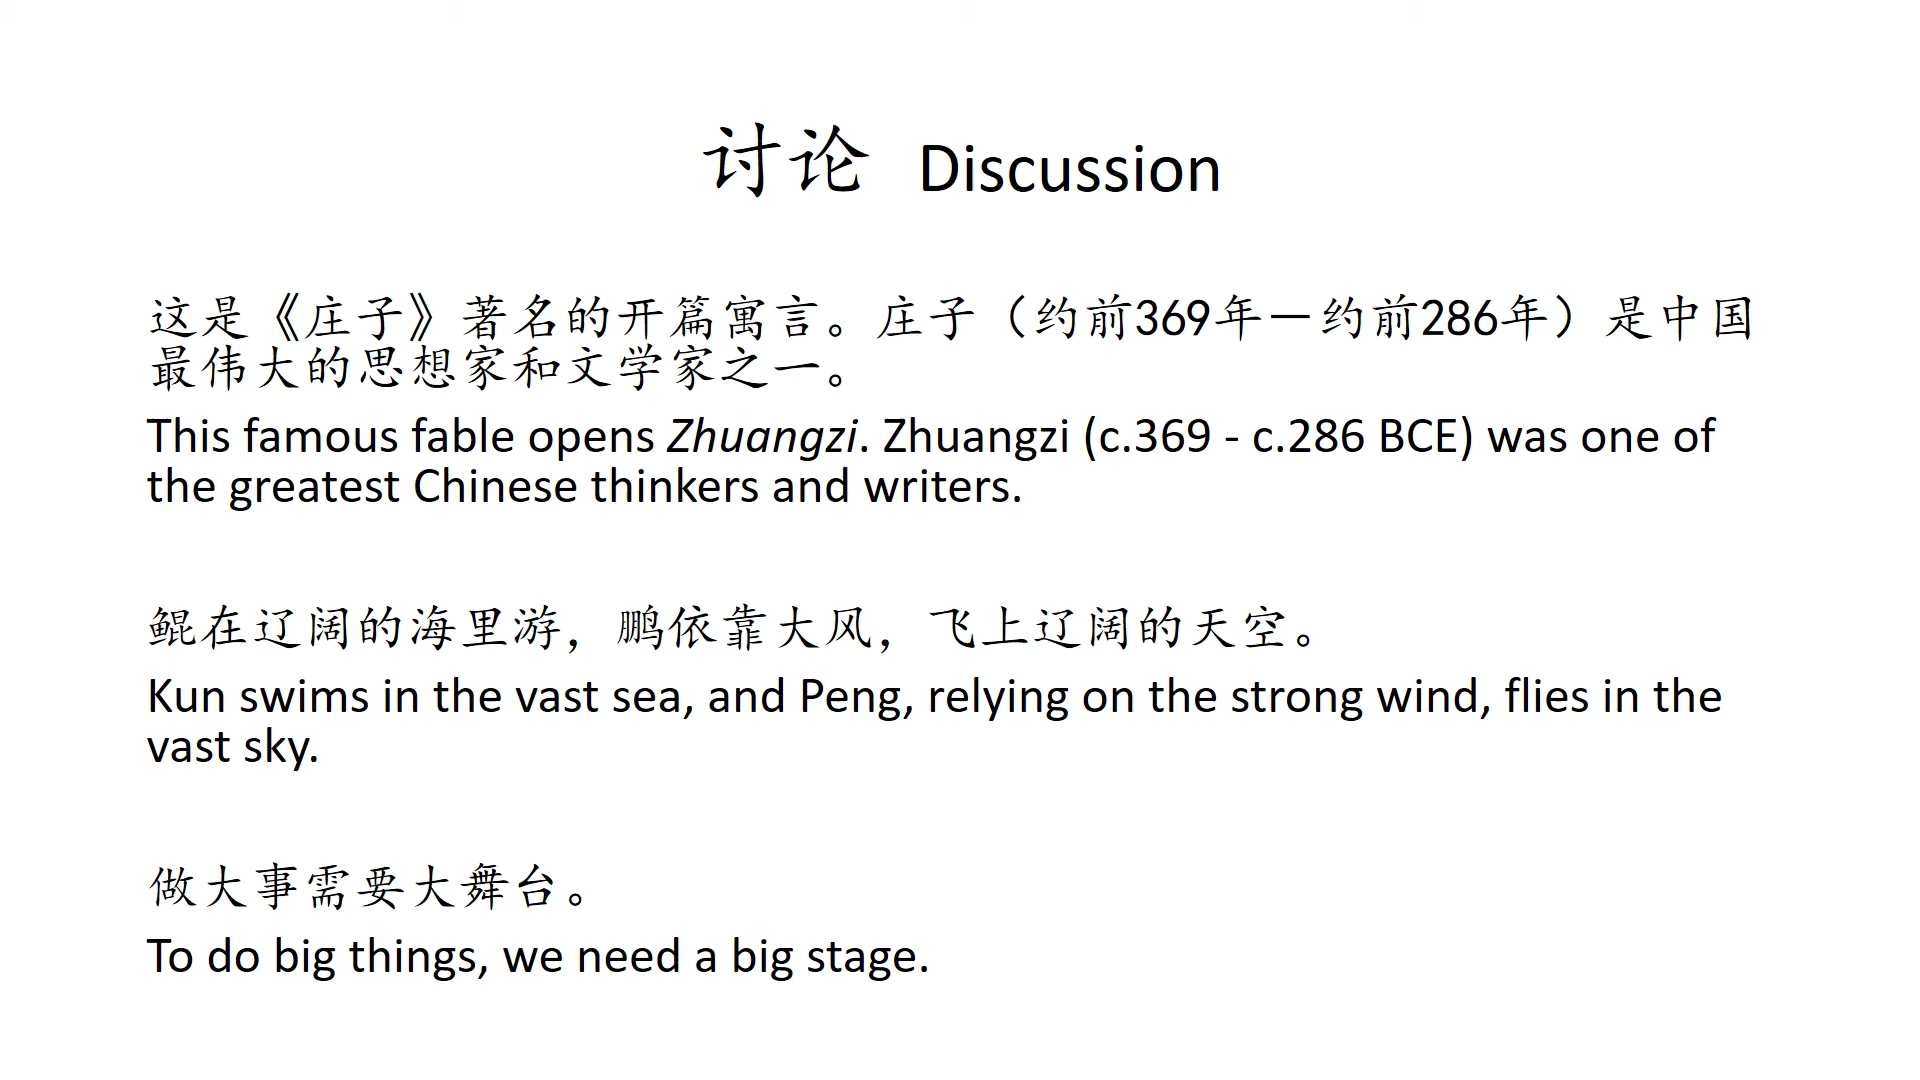 讨论 Discussion
这是《庄子》著名的开篇寓言。庄子（约前369年—约前286年）是中国
最伟大的思想家和文学家之一。
This famous fable opens Zhuangzi. Zhuangzi (c.369 - c.286 BCE) was one of
the greatest Chinese thinkers and writers.
鲲在辽阔的海里游，鹏依靠大风，飞上辽阔的天空。
Kun swims in the vast sea, and Peng, relying on the strong wind, flies in the
vast sky.
做大事需要大舞台。
To do big things, we need a big stage.